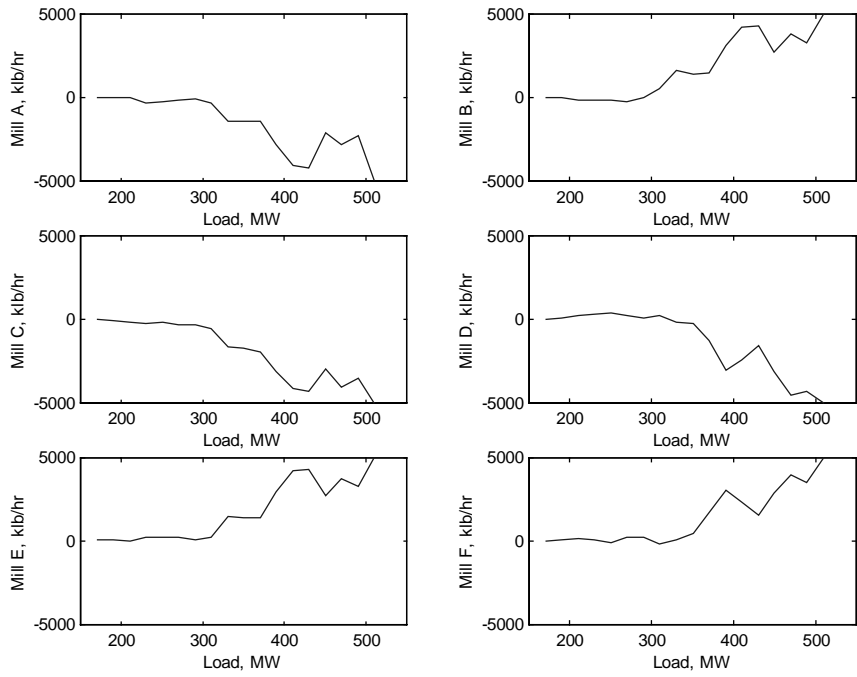 5000
0
-5000
Mill A, klb/hr
200 300 400 500
Load, MW
5000
0
-5000
Mill B, klb/hr
200 300 400 500
Load, MW
5000
0
-5000
Mill C, klb/hr
200 300 400 500
Load, MW
5000
0
-5000
Mill D, klb/hr
200 300 400 500
Load, MW
5000
0
-5000
Mill E, klb/hr
200 300 400 500
Load, MW
5000
0
-5000
Mill F, klb/hr
200 300 400 500
Load, MW